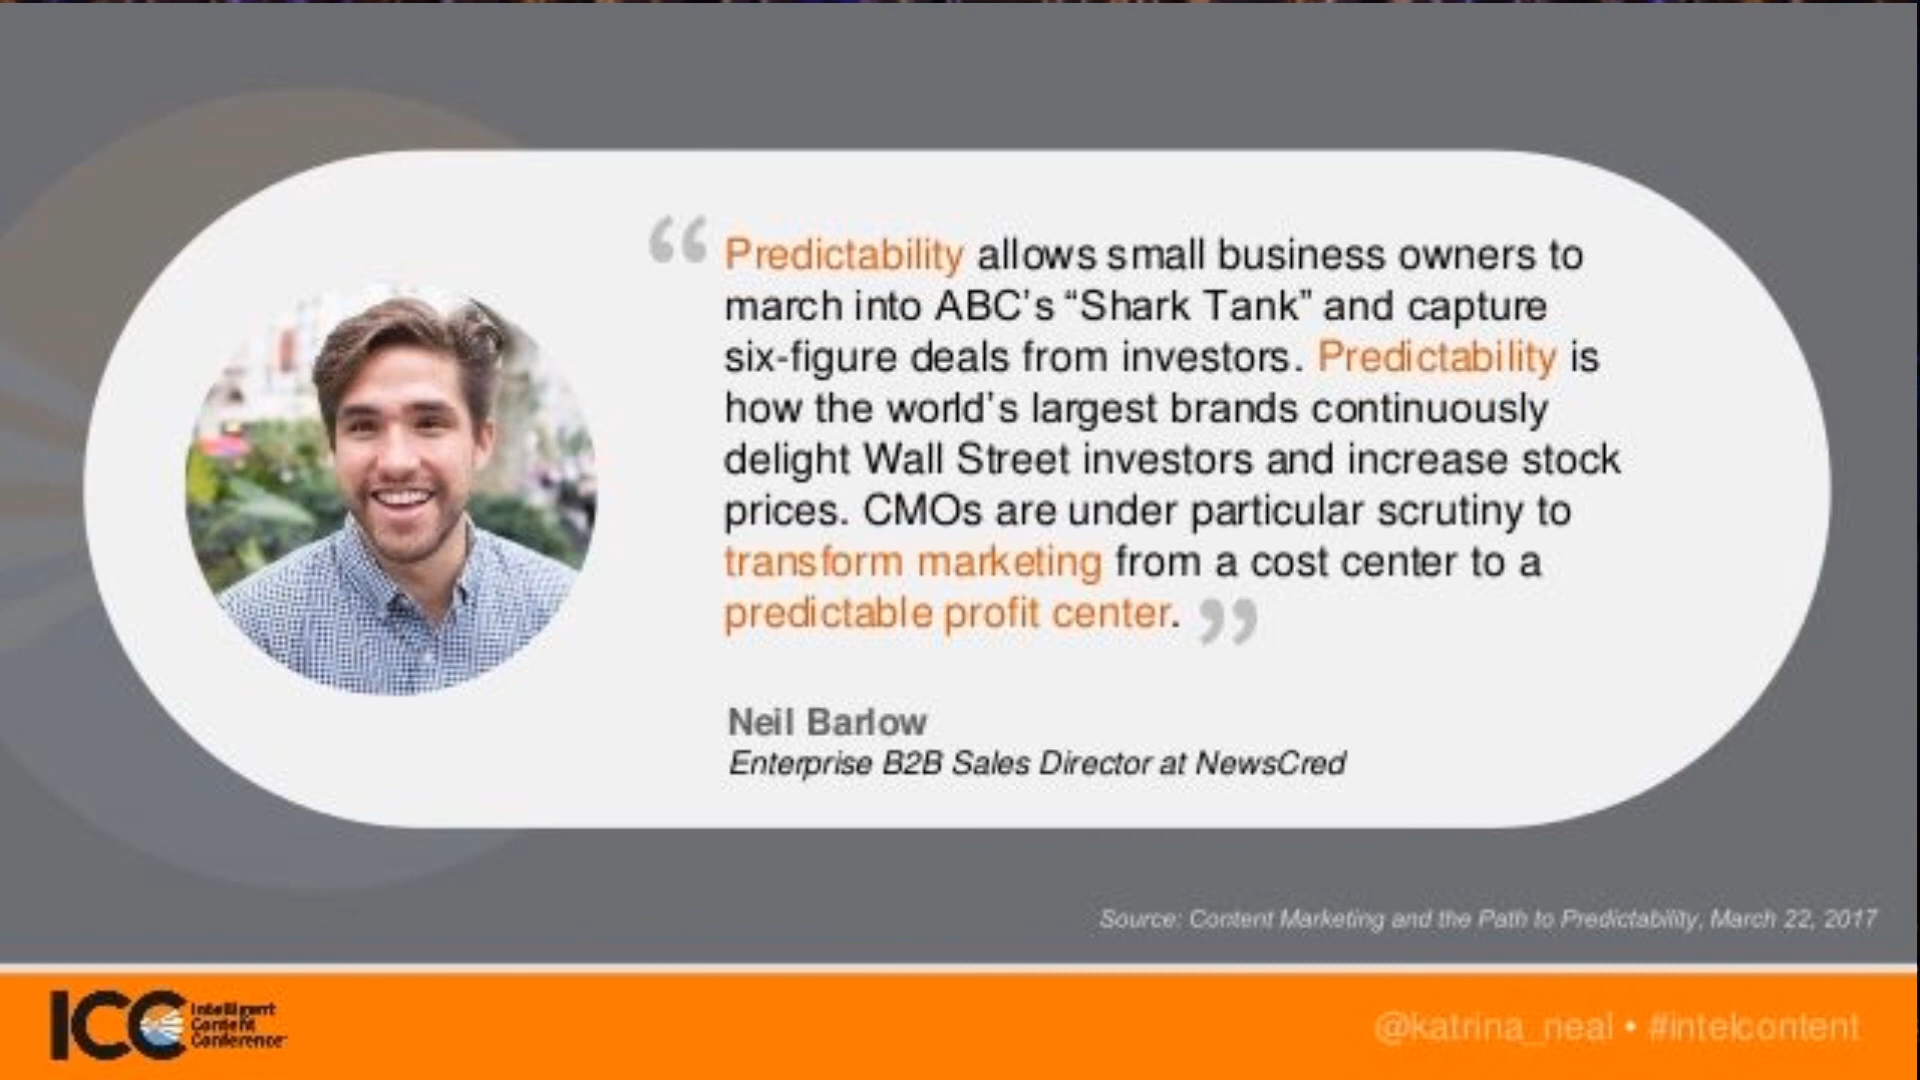 “ Predictability allows small business owners to
march into ABC’s “Shark Tank” and capture
six-figure deals from investors. Predictability is
how the world’s largest brands continuously
delight Wall Street investors and increase stock
prices. CMOs are under particular scrutiny to
transform marketing from a cost center to a
predictable profit center. ”
Neil Barlow
Enterprise B2B Sales Director at NewsCred
Source: Content Marketing and the Path to Predictability, March 22, 2017
ICC
Intelligent
Content
Conference
@katrina_neal • #intelcontent